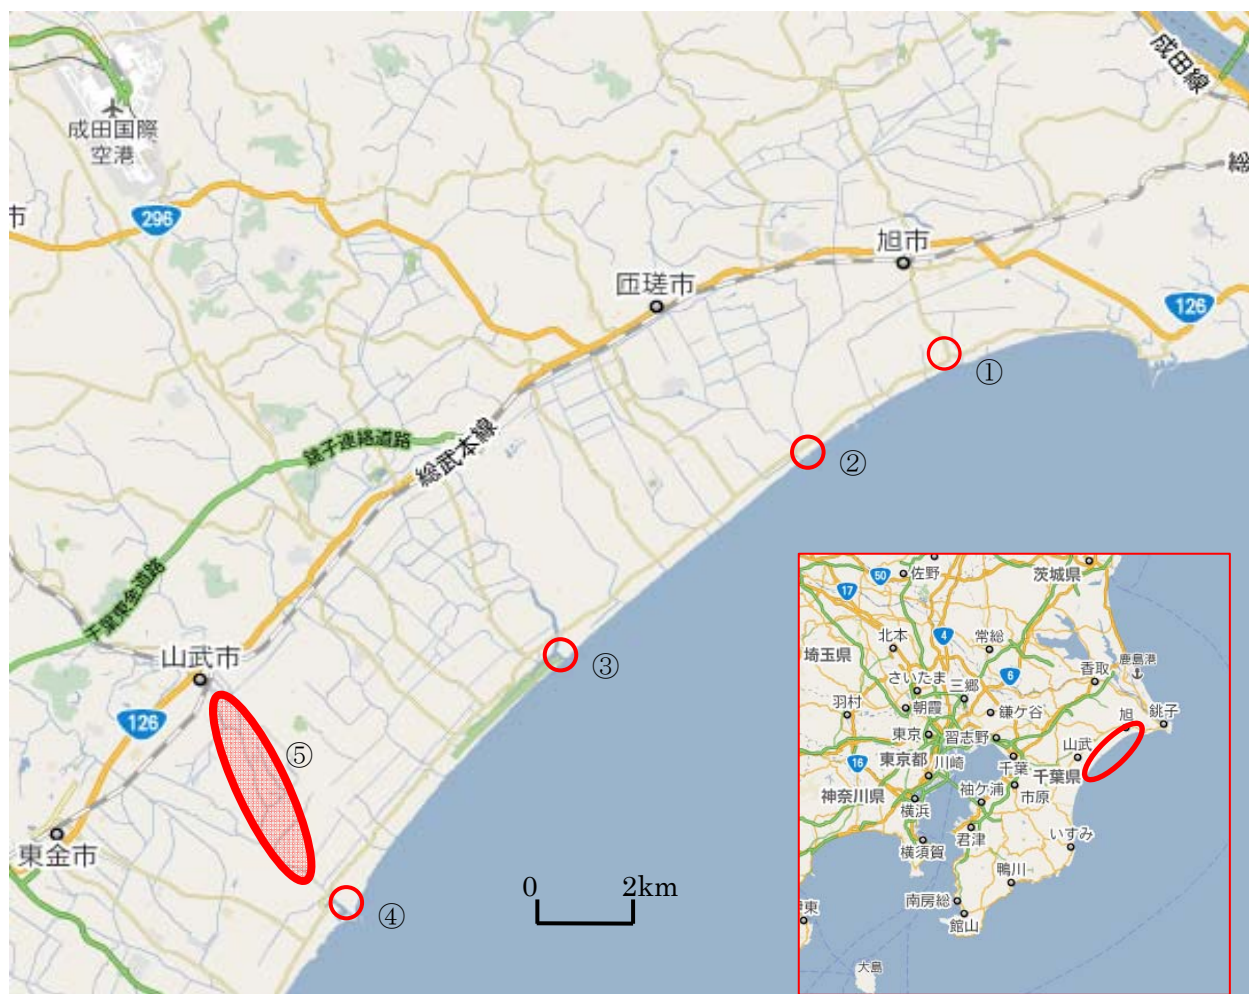 成田線
成田国際
空港
総
市
296
旭市
匝瑳市
126
①
銚子連絡道路
総武本線
②
千葉東金道路
山武市
③
126
⑤
東金市
④
0 2km
佐野
茨城県
50
17
北本
4
常総
埼玉県
さいたま
6
香取
鹿島港
三郷
羽村
朝霞
鎌ケ谷
旭
銚子
東京
習志野
山武
16
東京都
川崎
千葉
千葉県
神奈川県
横浜
袖ケ浦
市原
君津
いすみ
横須賀
鴨川
南房総
館山
東
大島